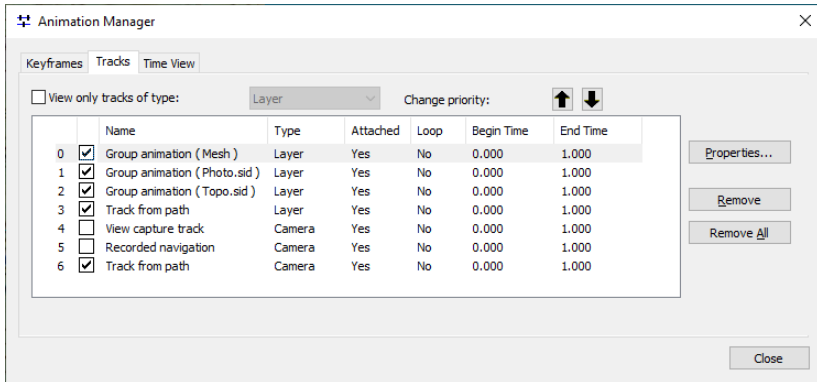 Animation Manager
Keyframes Tracks Time View
View only tracks of type: Layer Change priority:
Name Type Attached Loop Begin Time End Time
0 Group animation ( Mesh ) Layer Yes No 0.000 1.000
1 Group animation ( Photo.sid ) Layer Yes No 0.000 1.000
2 Group animation ( Topo.sid ) Layer Yes No 0.000 1.000
3 Track from path Layer Yes No 0.000 1.000
4 View capture track Camera Yes No 0.000 1.000
5 Recorded navigation Camera Yes No 0.000 1.000
6 Track from path Camera Yes No 0.000 1.000
Properties...
Remove
Remove All
Close